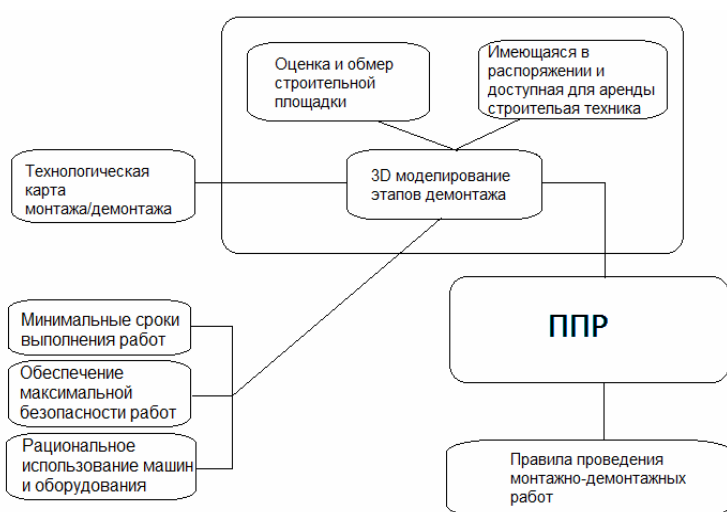 Оценка и обмер
строительной
площадки
Имеющаяся в
распоряжении и
доступная для аренды
строительая техника
Технологическая
карта
монтажа/демонтажа
3D моделирование
этапов демонтажа
Минимальные сроки
выполнения работ
Обеспечение
максимальной
безопасности работ
Рациональное
использование машин
и оборудования
ППР
Правила проведения
монтажно-демонтажных
работ